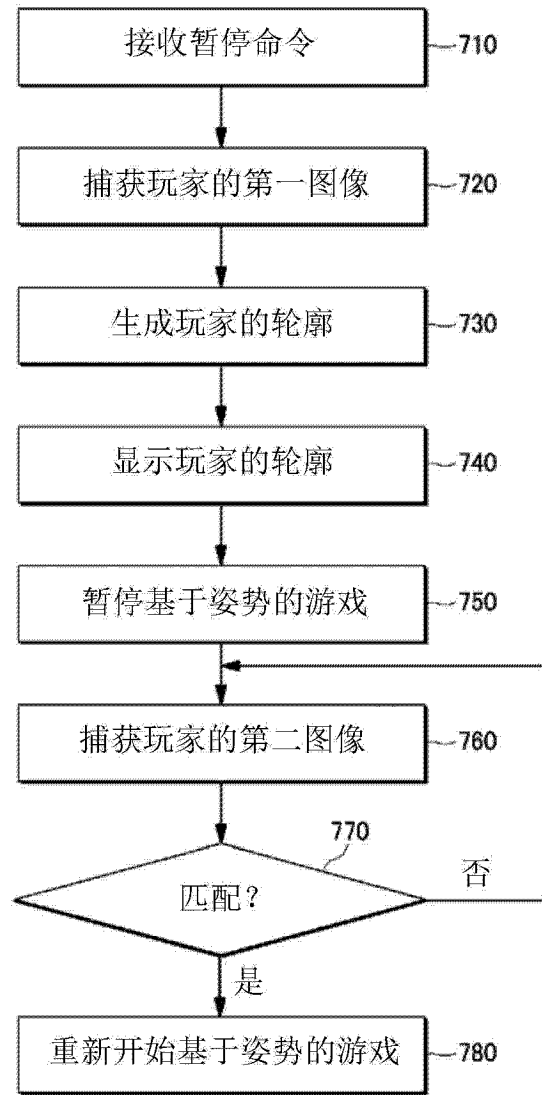 接收暂停命令
710
捕获玩家的第一图像
720
生成玩家的轮廓
730
显示玩家的轮廓
740
暂停基于姿势的游戏
750
捕获玩家的第二图像
760
770
匹配？
否
是
重新开始基于姿势的游戏
780